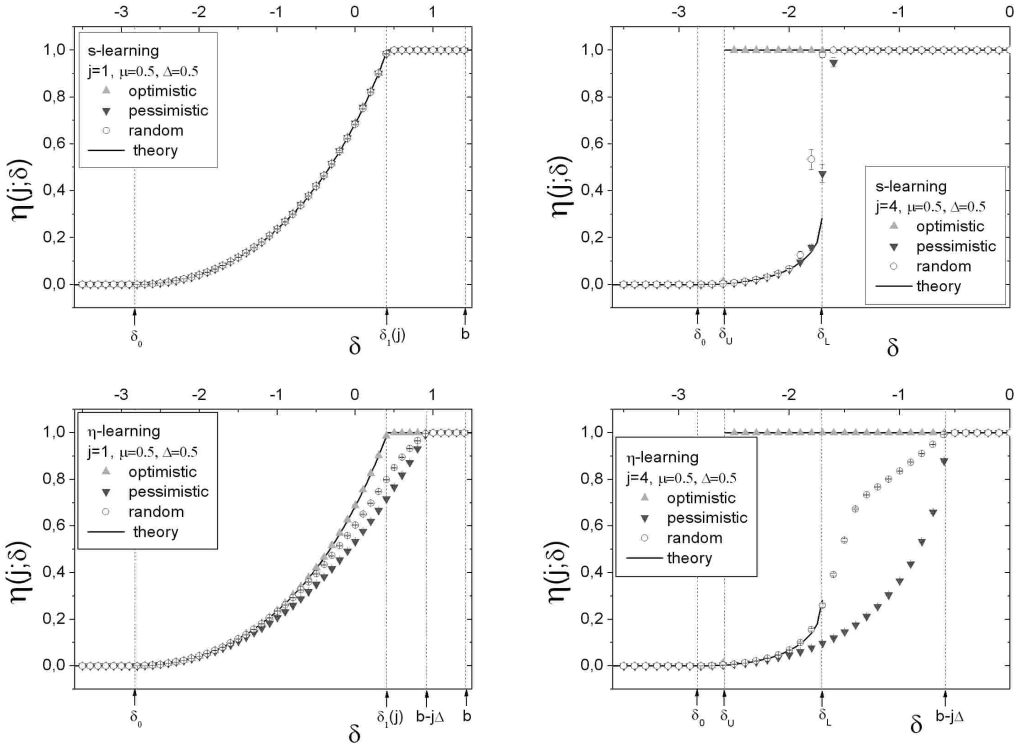 -3 -2 -1 0 1
1,0
0,8
0,6
0,4
0,2
0,0
η(j;δ)
s-learning
j=1, μ=0.5, Δ=0.5
optimistic
pessimistic
random
theory
δ₀ δ δ₁(j) b
-3 -2 -1 0
1,0
0,8
0,6
0,4
0,2
0,0
η(j;δ)
s-learning
j=4, μ=0.5, Δ=0.5
optimistic
pessimistic
random
theory
δ₀ δU δL δ
-3 -2 -1 0 1
1,0
0,8
0,6
0,4
0,2
0,0
η(j;δ)
η-learning
j=1, μ=0.5, Δ=0.5
optimistic
pessimistic
random
theory
δ₀ δ δ₁(j) b-jΔ b
-3 -2 -1 0
1,0
0,8
0,6
0,4
0,2
0,0
η(j;δ)
η-learning
j=4, μ=0.5, Δ=0.5
optimistic
pessimistic
random
theory
δ₀ δU δL δ b-jΔ